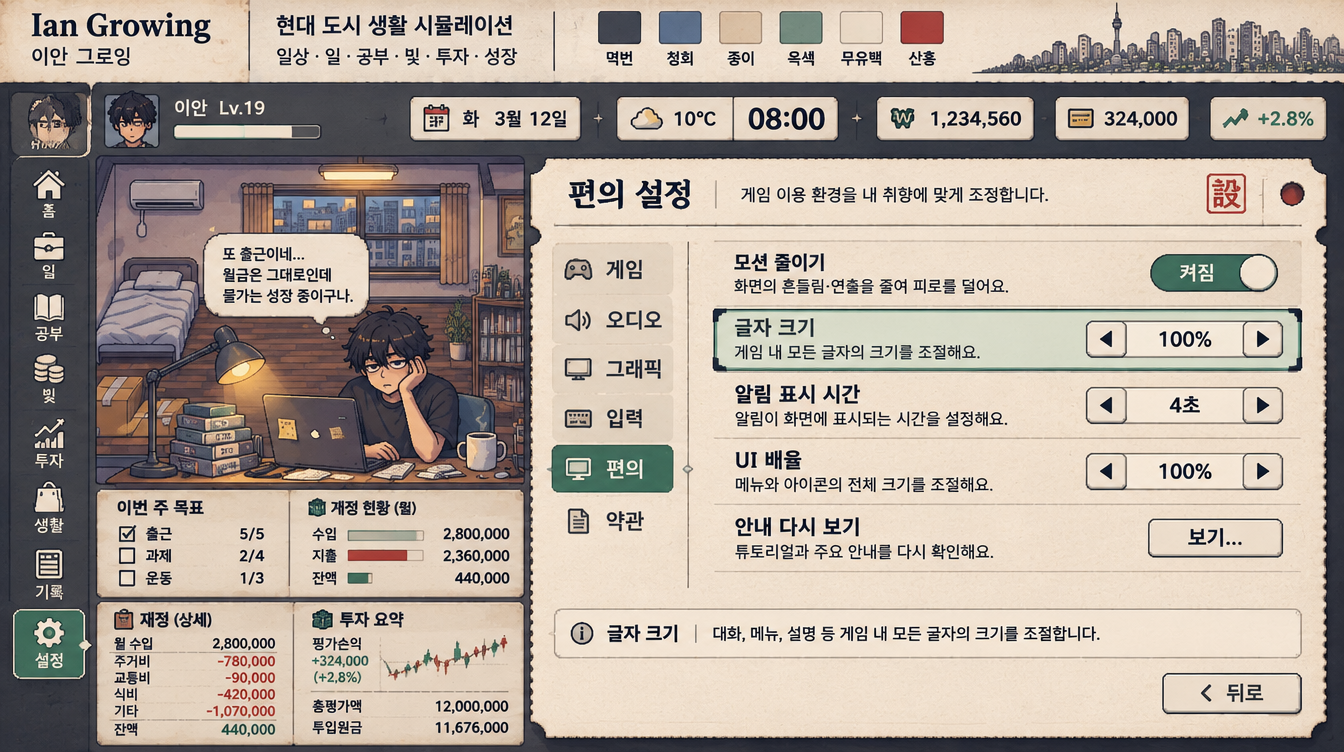 Ian Growing
이안 그로잉
현대 도시 생활 시뮬레이션
일상 · 일 · 공부 · 빚 · 투자 · 성장
먹번
청회
종이
옥색
무유백
산홍
이안 Lv.19
화 3월 12일
10°C
08:00
1,234,560
324,000
+2.8%
홈
일
공부
빚
투자
생활
기록
설정
또 출근이네...
월급은 그대로인데
물가는 성장 중이구나.
이번 주 목표
출근 5/5
과제 2/4
운동 1/3
재정 현황 (월)
수입 2,800,000
지출 2,360,000
잔액 440,000
재정 (상세)
월 수입 2,800,000
주거비 -780,000
교통비 -90,000
식비 -420,000
기타 -1,070,000
잔액 440,000
투자 요약
평가손익
+324,000
(+2,8%)
총평가액 12,000,000
투입원금 11,676,000
편의 설정
게임 이용 환경을 내 취향에 맞게 조정합니다.
設
게임
오디오
그래픽
입력
편의
약관
모션 줄이기
화면의 흔들림·연출을 줄여 피로를 덜어요.
켜짐
글자 크기
게임 내 모든 글자의 크기를 조절해요.
100%
알림 표시 시간
알림이 화면에 표시되는 시간을 설정해요.
4초
UI 배율
메뉴와 아이콘의 전체 크기를 조절해요.
100%
안내 다시 보기
튜토리얼과 주요 안내를 다시 확인해요.
보기...
글자 크기
대화, 메뉴, 설명 등 게임 내 모든 글자의 크기를 조절합니다.
뒤로